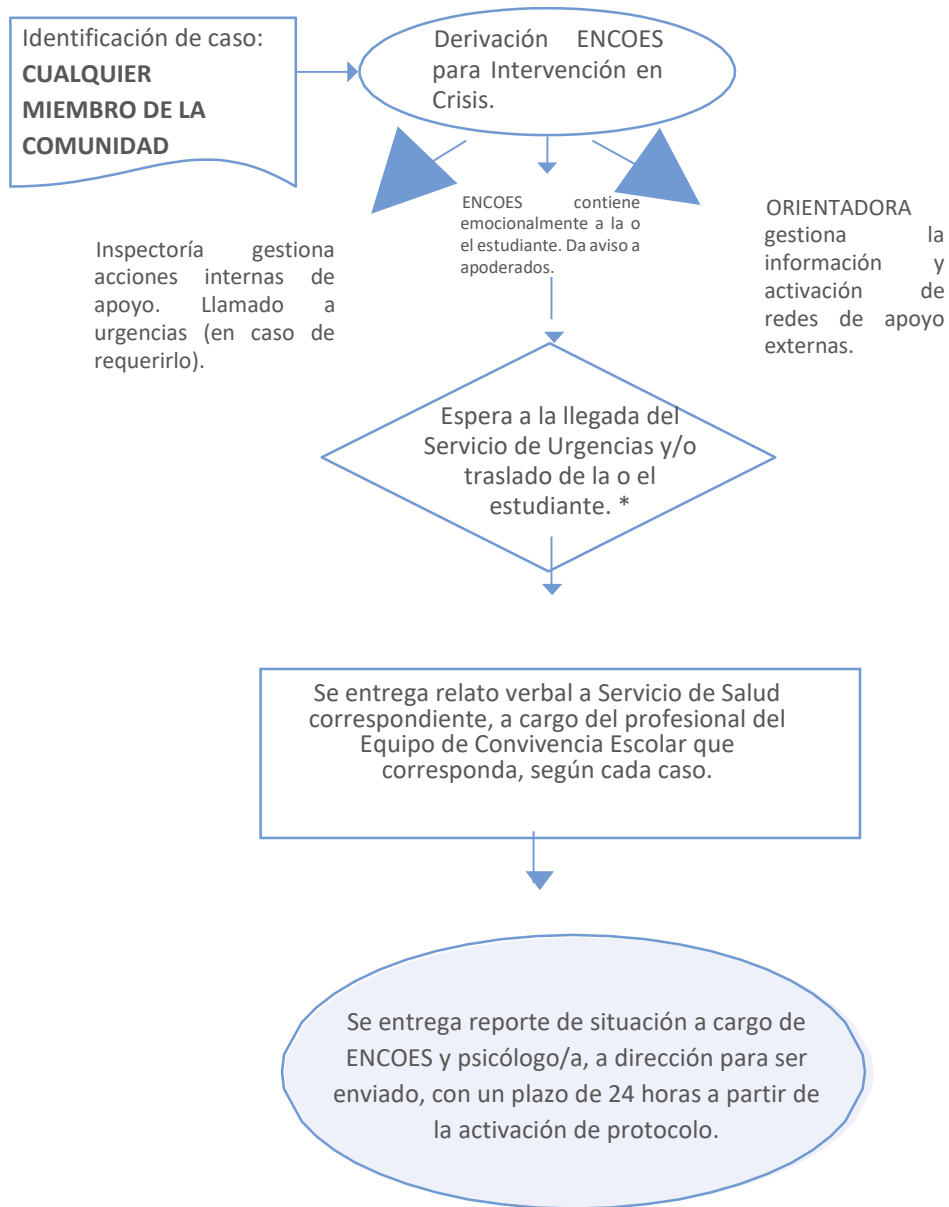 Identificación de caso:
CUALQUIER
MIEMBRO DE LA
COMUNIDAD
Derivación ENCOES
para Intervención en
Crisis.
Inspectoría gestiona
acciones internas de
apoyo. Llamado a
urgencias (en caso de
requerirlo).
ENCOES contiene
emocionalmente a la o
el estudiante. Da aviso a
apoderados.
ORIENTADORA
gestiona la
información y
activación de
redes de apoyo
externas.
Espera a la llegada del
Servicio de Urgencias y/o
traslado de la o el
estudiante. *
Se entrega relato verbal a Servicio de Salud
correspondiente, a cargo del profesional del
Equipo de Convivencia Escolar que
corresponda, según cada caso.
Se entrega reporte de situación a cargo de
ENCOES y psicólogo/a, a dirección para ser
enviado, con un plazo de 24 horas a partir de
la activación de protocolo.